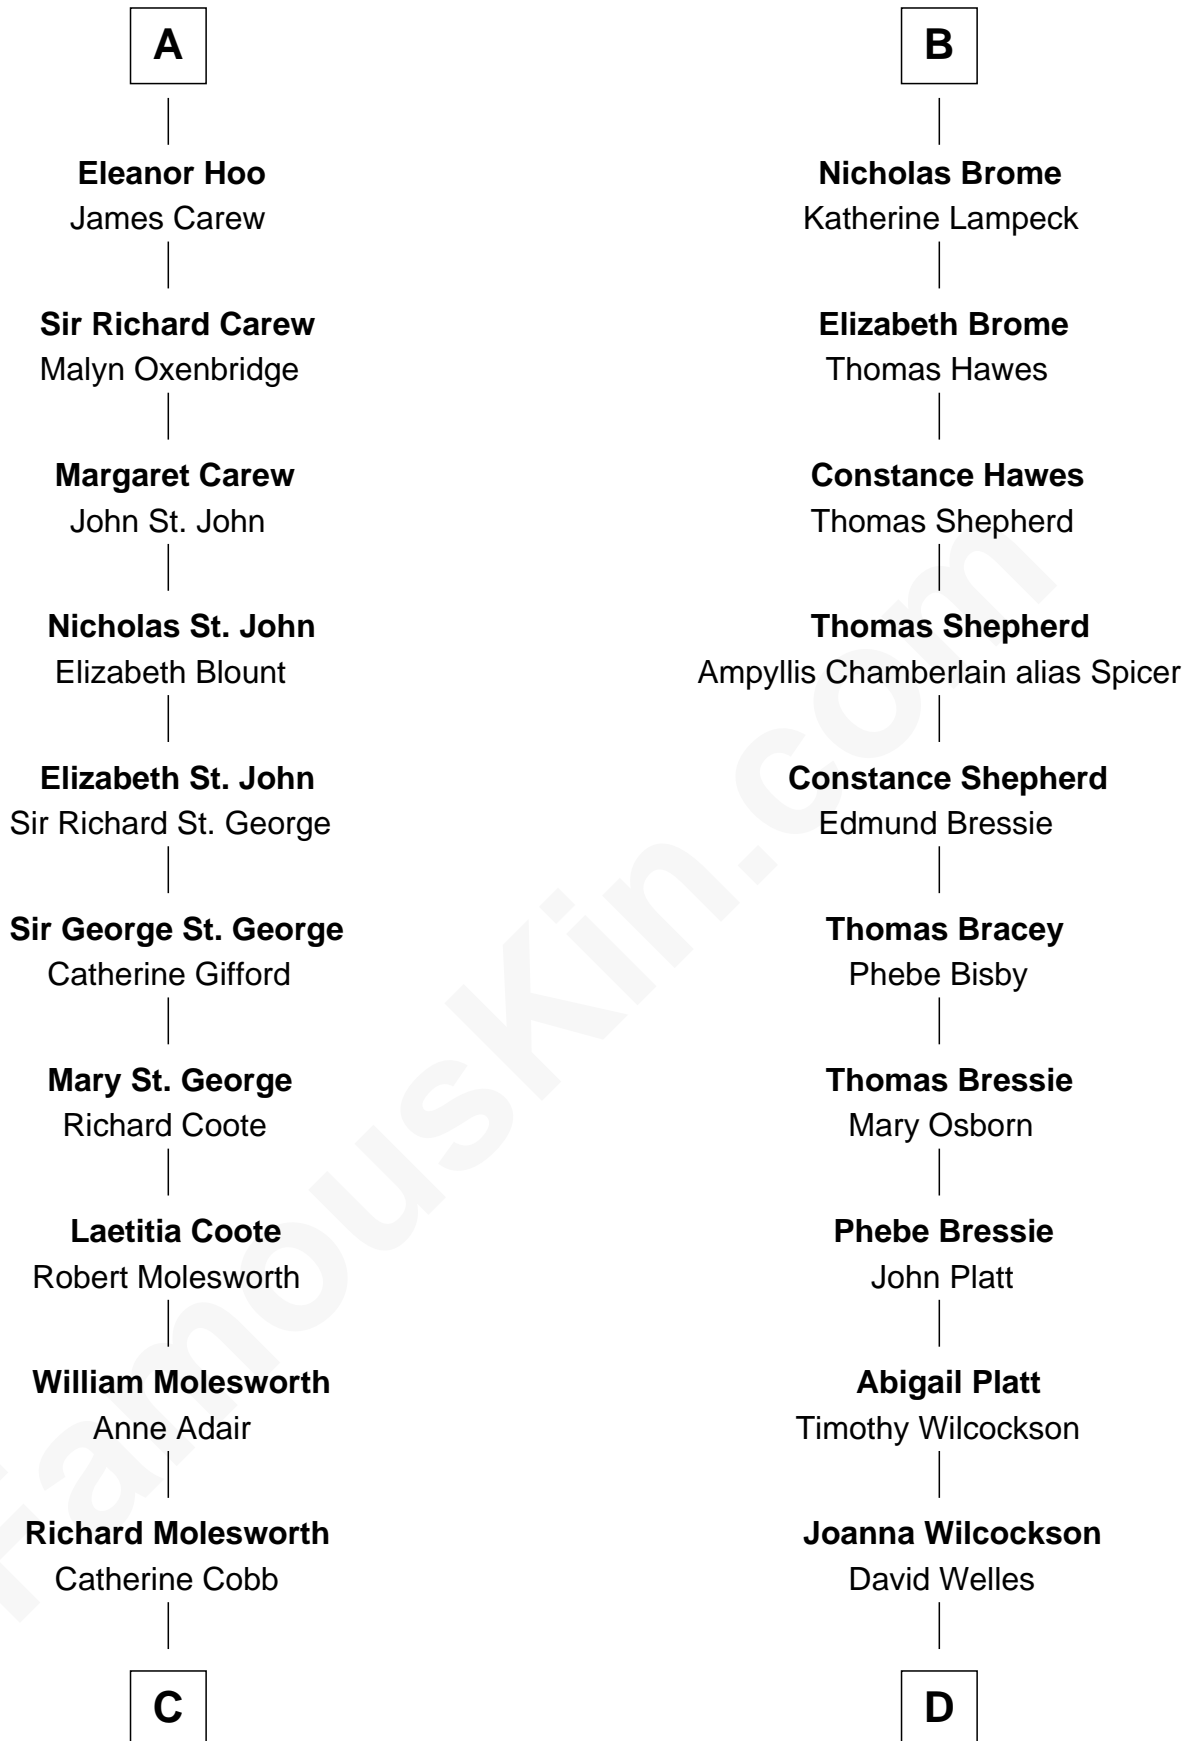 A
Eleanor Hoo
James Carew
Sir Richard Carew
Malyn Oxenbridge
Margaret Carew
John St. John
Nicholas St. John
Elizabeth Blount
Elizabeth St. John
Sir Richard St. George
Sir George St. George
Catherine Gifford
Mary St. George
Richard Coote
Laetitia Coote
Robert Molesworth
William Molesworth
Anne Adair
Richard Molesworth
Catherine Cobb
C
B
Nicholas Brome
Katherine Lampeck
Elizabeth Brome
Thomas Hawes
Constance Hawes
Thomas Shepherd
Thomas Shepherd
Ampyllis Chamberlain alias Spicer
Constance Shepherd
Edmund Bressie
Thomas Bracey
Phebe Bisby
Thomas Bressie
Mary Osborn
Phebe Bressie
John Platt
Abigail Platt
Timothy Wilcockson
Joanna Wilcockson
David Welles
D
FamousKin.com